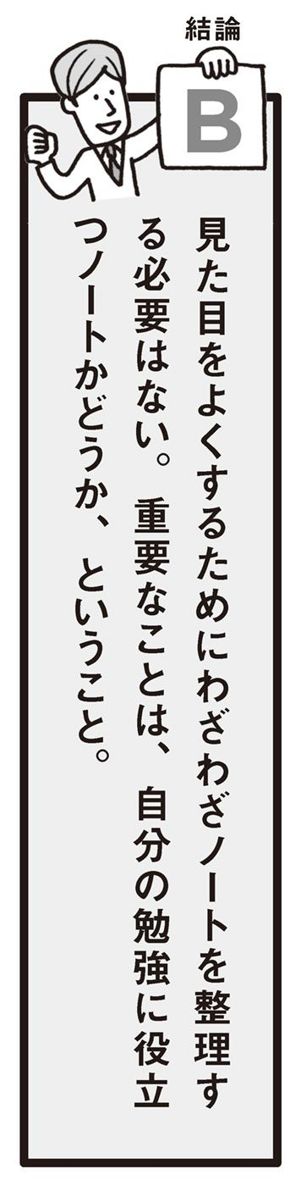 結論
B
見た目をよくするためにわざわざノートを整理す
る必要はない。重要なことは、自分の勉強に役立
つノートかどうか、ということ。